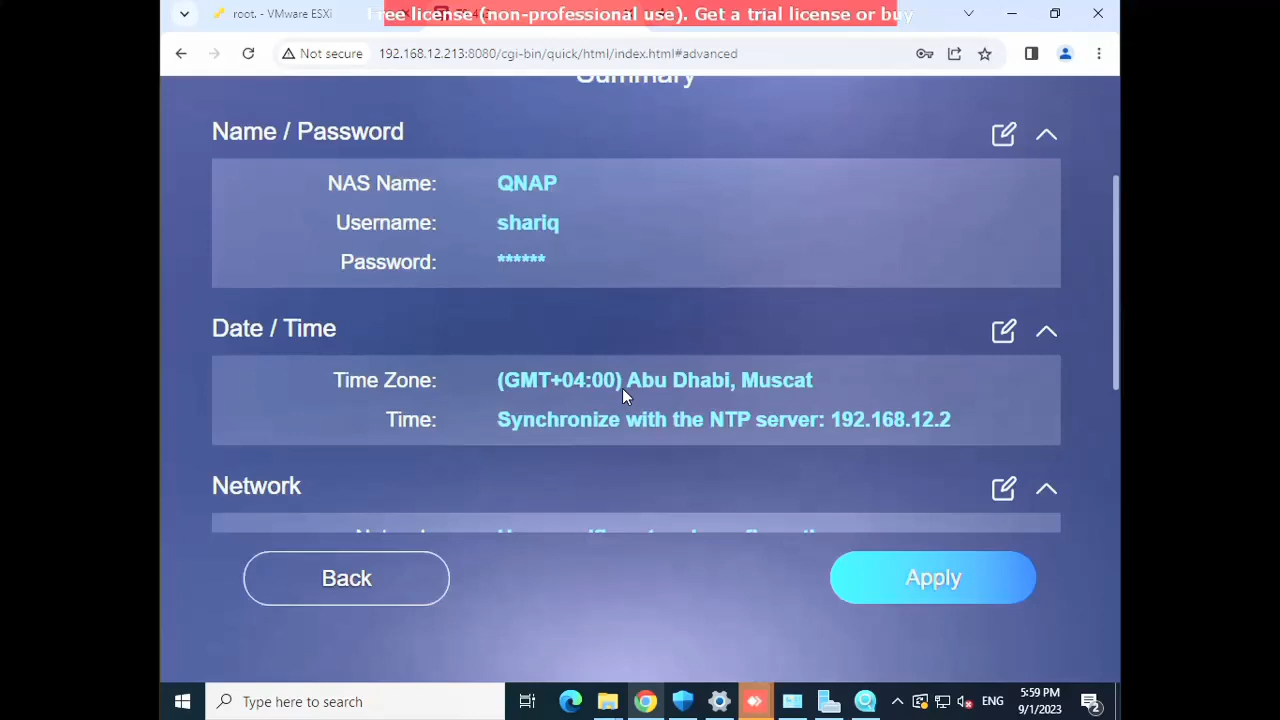 root. - VMware ESXi
Free license (non-professional use). Get a trial license or buy
Not secure 192.168.12.213:8080/cgi-bin/quick/html/index.html#advanced
Summary
Name / Password
NAS Name: QNAP
Username: shariq
Password: ******
Date / Time
Time Zone: (GMT+04:00) Abu Dhabi, Muscat
Time: Synchronize with the NTP server: 192.168.12.2
Network
Back
Apply
Type here to search
ENG
5:59 PM
9/1/2023
2